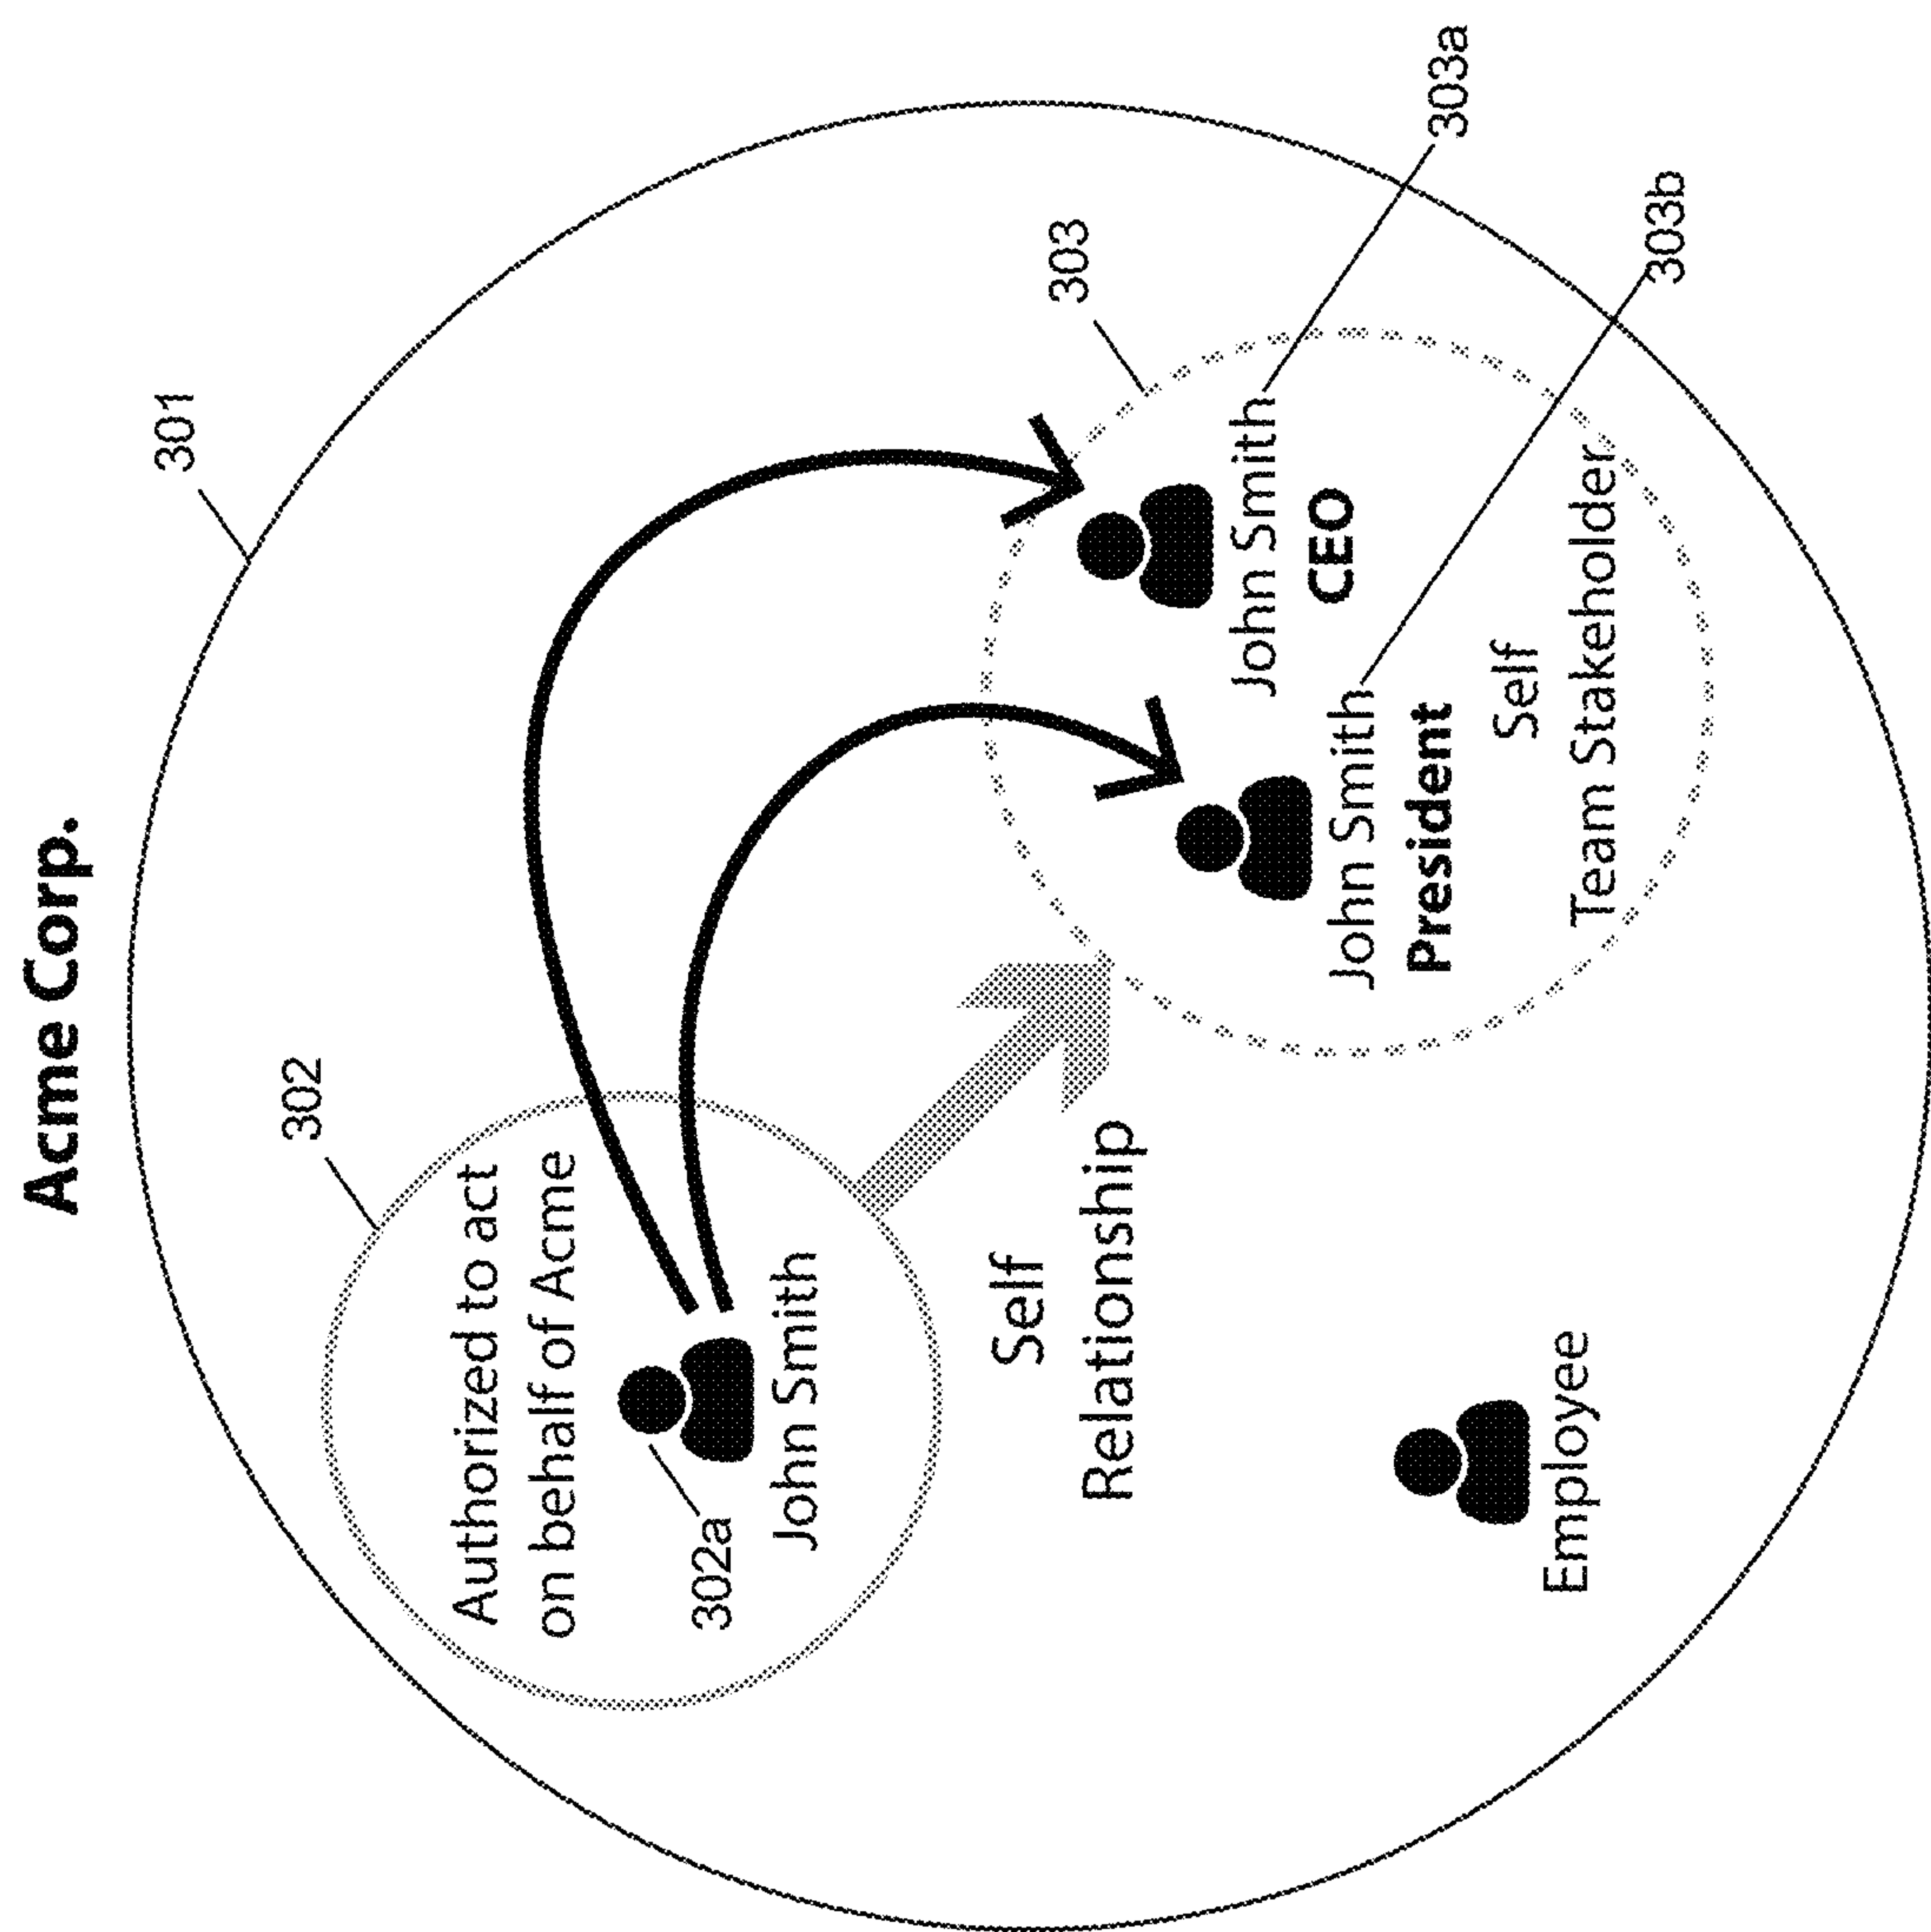 Acme Corp.
301
302
Authorized to act
on behalf of Acme
302a
John Smith
Self
Relationship
Employee
303
John Smith
CEO
303a
John Smith
President
303b
Self
Team Stakeholder